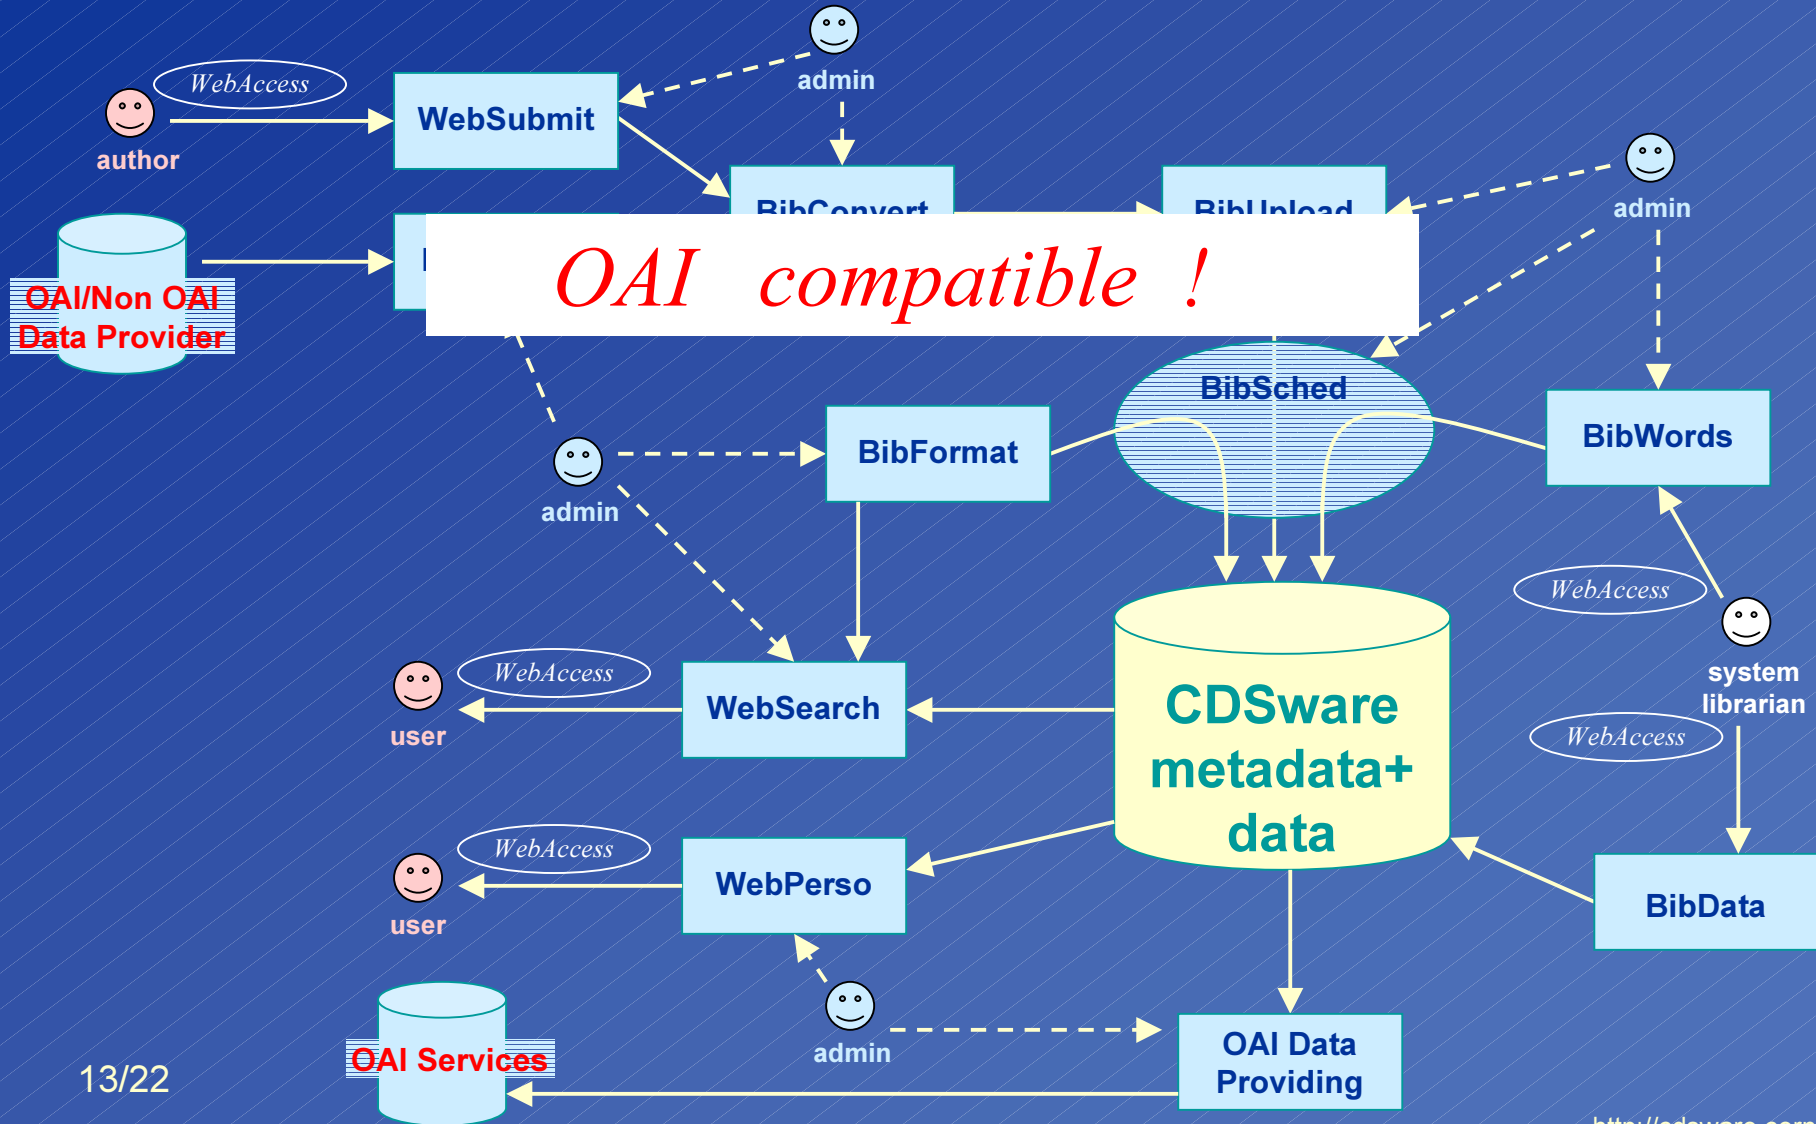 admin
WebAccess
WebSubmit
author
BibConvert
BibUpload
admin
OAI compatible !
OAI/Non OAI
Data Provider
BibSched
BibFormat
BibWords
admin
WebAccess
WebAccess
WebSearch
user
CDSware
metadata+
data
system
librarian
WebAccess
WebAccess
WebPerso
user
BibData
admin
OAI Data
Providing
OAI Services
13/22